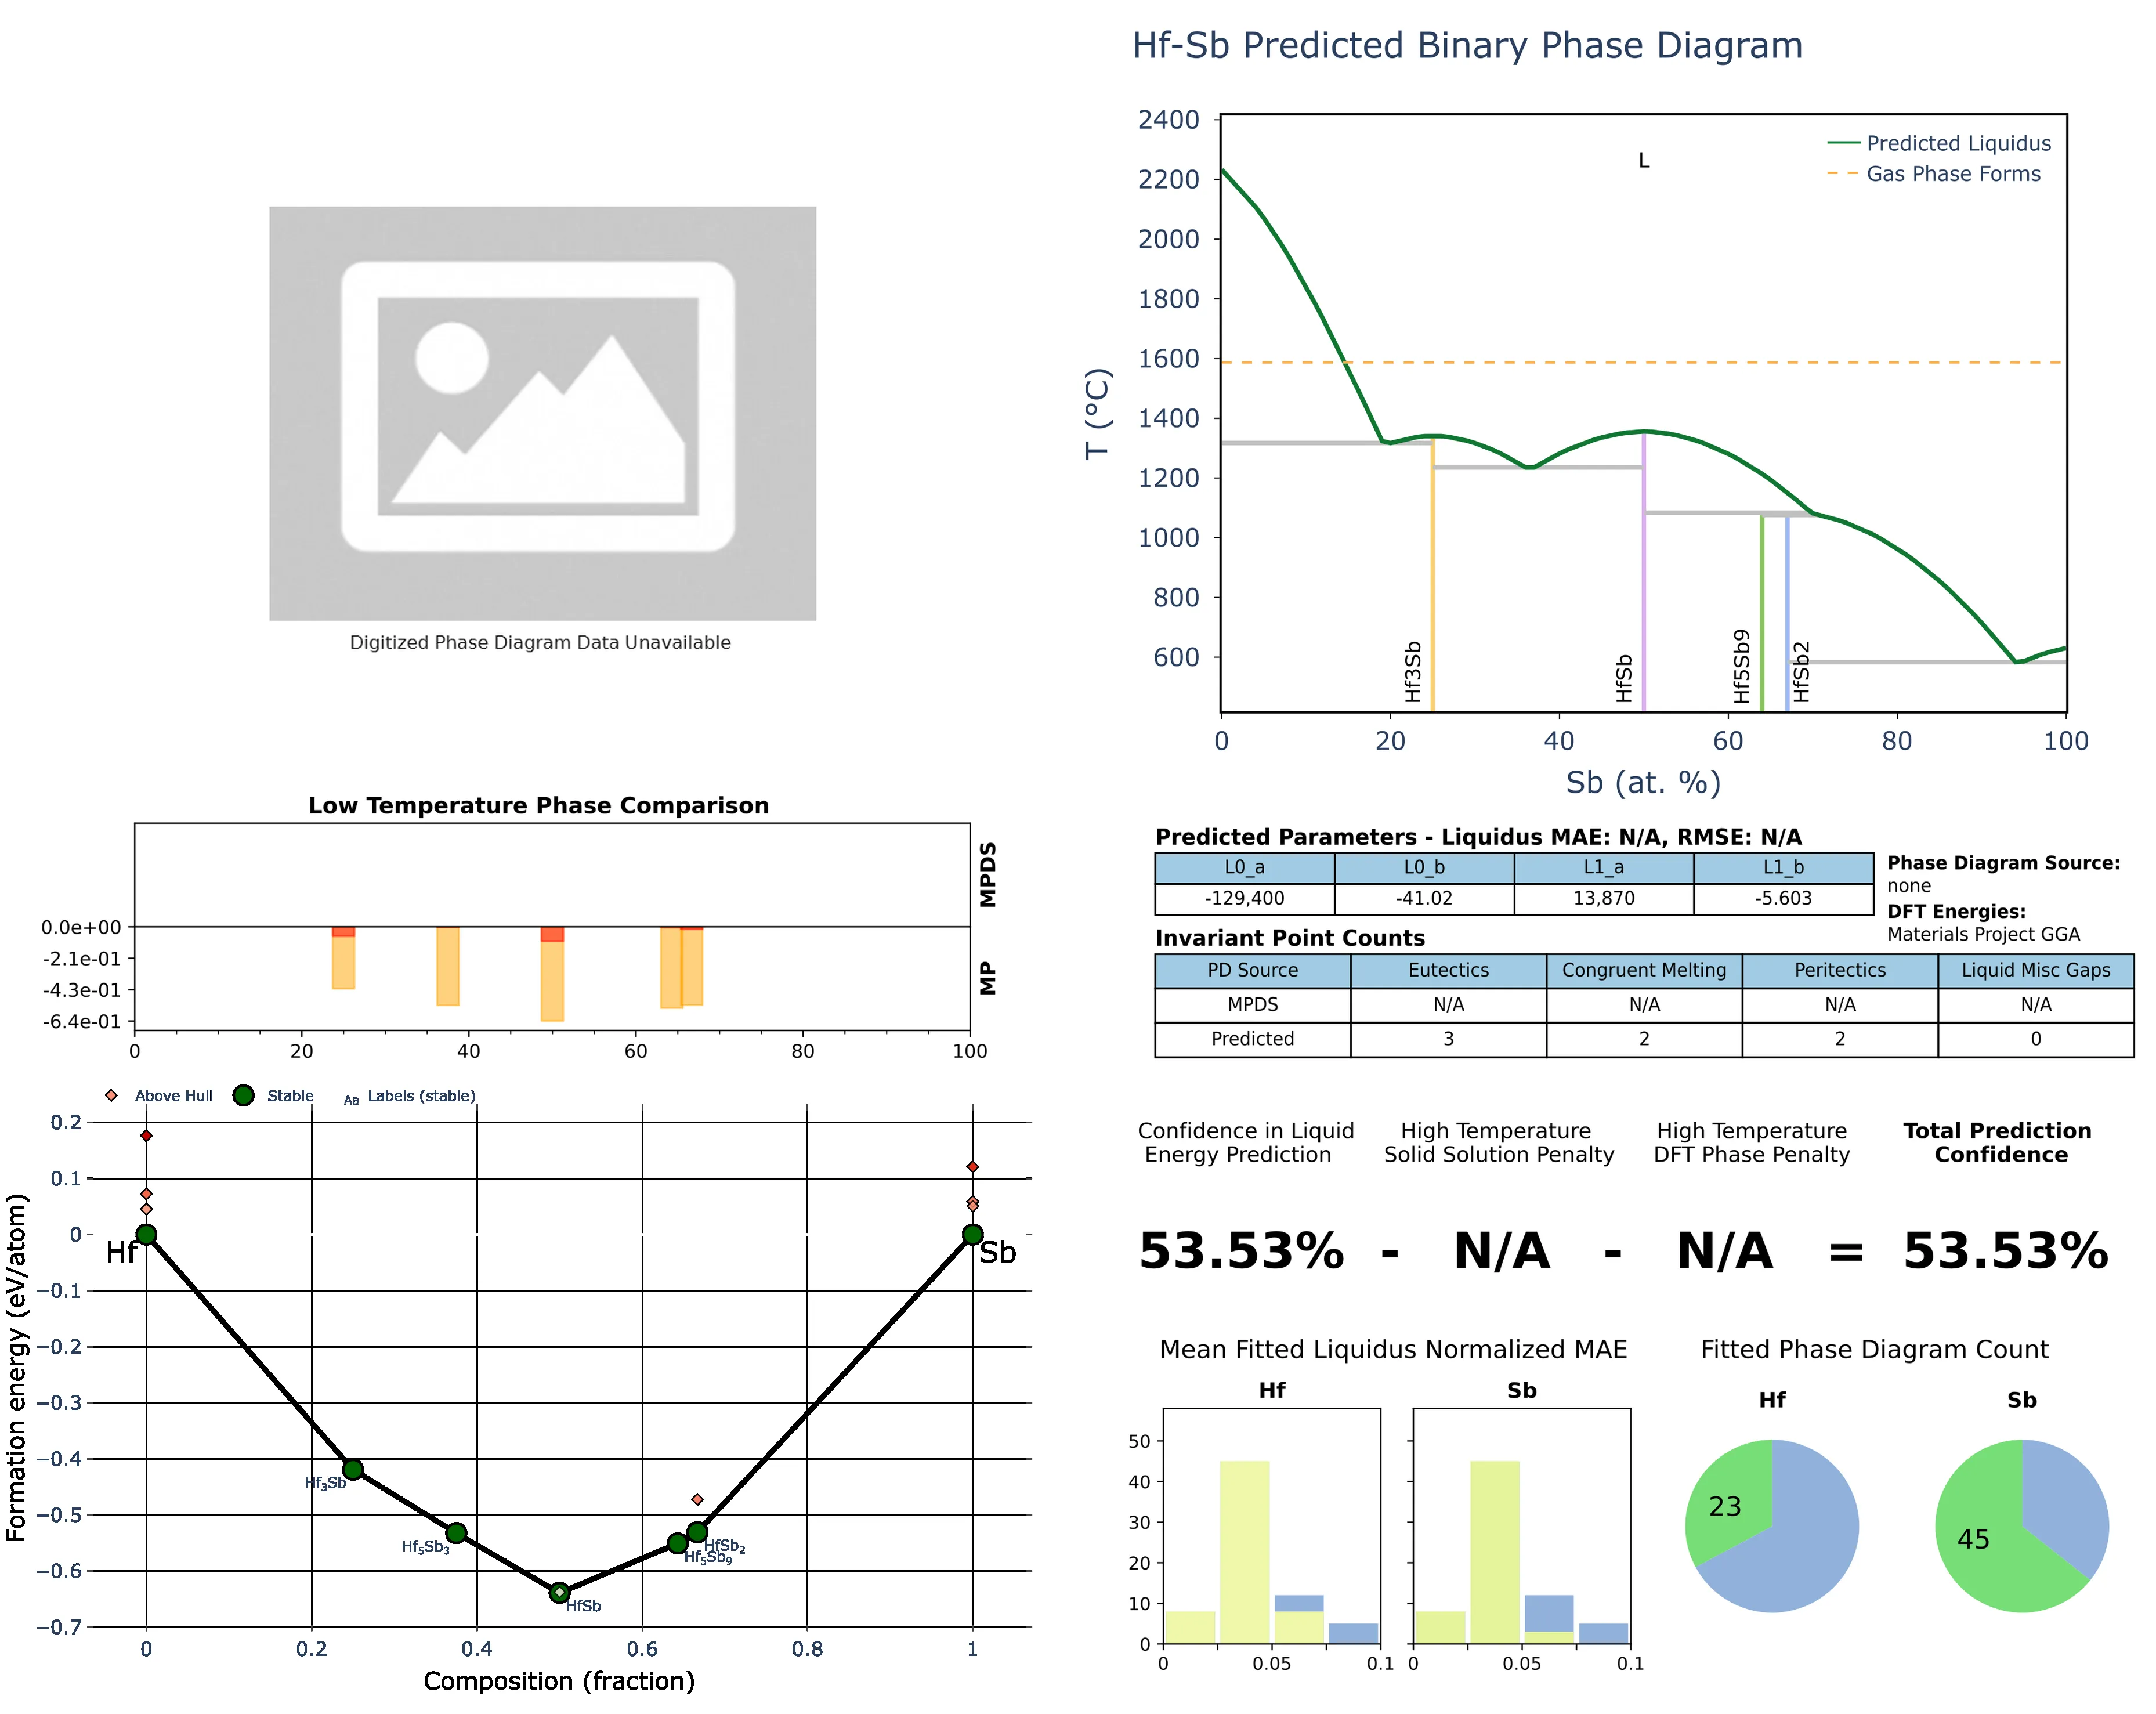 Digitized Phase Diagram Data Unavailable
Hf-Sb Predicted Binary Phase Diagram
2400
2200
2000
1800
1600
1400
1200
1000
800
600
T (°C)
L
Predicted Liquidus
Gas Phase Forms
Hf3Sb
HfSb
Hf5Sb9
HfSb2
0 20 40 60 80 100
Sb (at. %)
Low Temperature Phase Comparison
0.0e+00
-2.1e-01
-4.3e-01
-6.4e-01
MPDS
MP
0 20 40 60 80 100
Above Hull Stable Aa Labels (stable)
0.2
0.1
0
−0.1
−0.2
−0.3
−0.4
−0.5
−0.6
−0.7
Formation energy (eV/atom)
Hf
Sb
Hf₃Sb
Hf₅Sb₃
HfSb₂
Hf₅Sb₉
HfSb
0 0.2 0.4 0.6 0.8 1
Composition (fraction)
Predicted Parameters - Liquidus MAE: N/A, RMSE: N/A
L0_a L0_b L1_a L1_b
-129,400 -41.02 13,870 -5.603
Phase Diagram Source:
none
DFT Energies:
Materials Project GGA
Invariant Point Counts
PD Source Eutectics Congruent Melting Peritectics Liquid Misc Gaps
MPDS N/A N/A N/A N/A
Predicted 3 2 2 0
Confidence in Liquid
Energy Prediction
High Temperature
Solid Solution Penalty
High Temperature
DFT Phase Penalty
Total Prediction
Confidence
53.53% - N/A - N/A = 53.53%
Mean Fitted Liquidus Normalized MAE
Hf
Sb
50
40
30
20
10
0
0 0.05 0.1
0 0.05 0.1
Fitted Phase Diagram Count
Hf
23
Sb
45